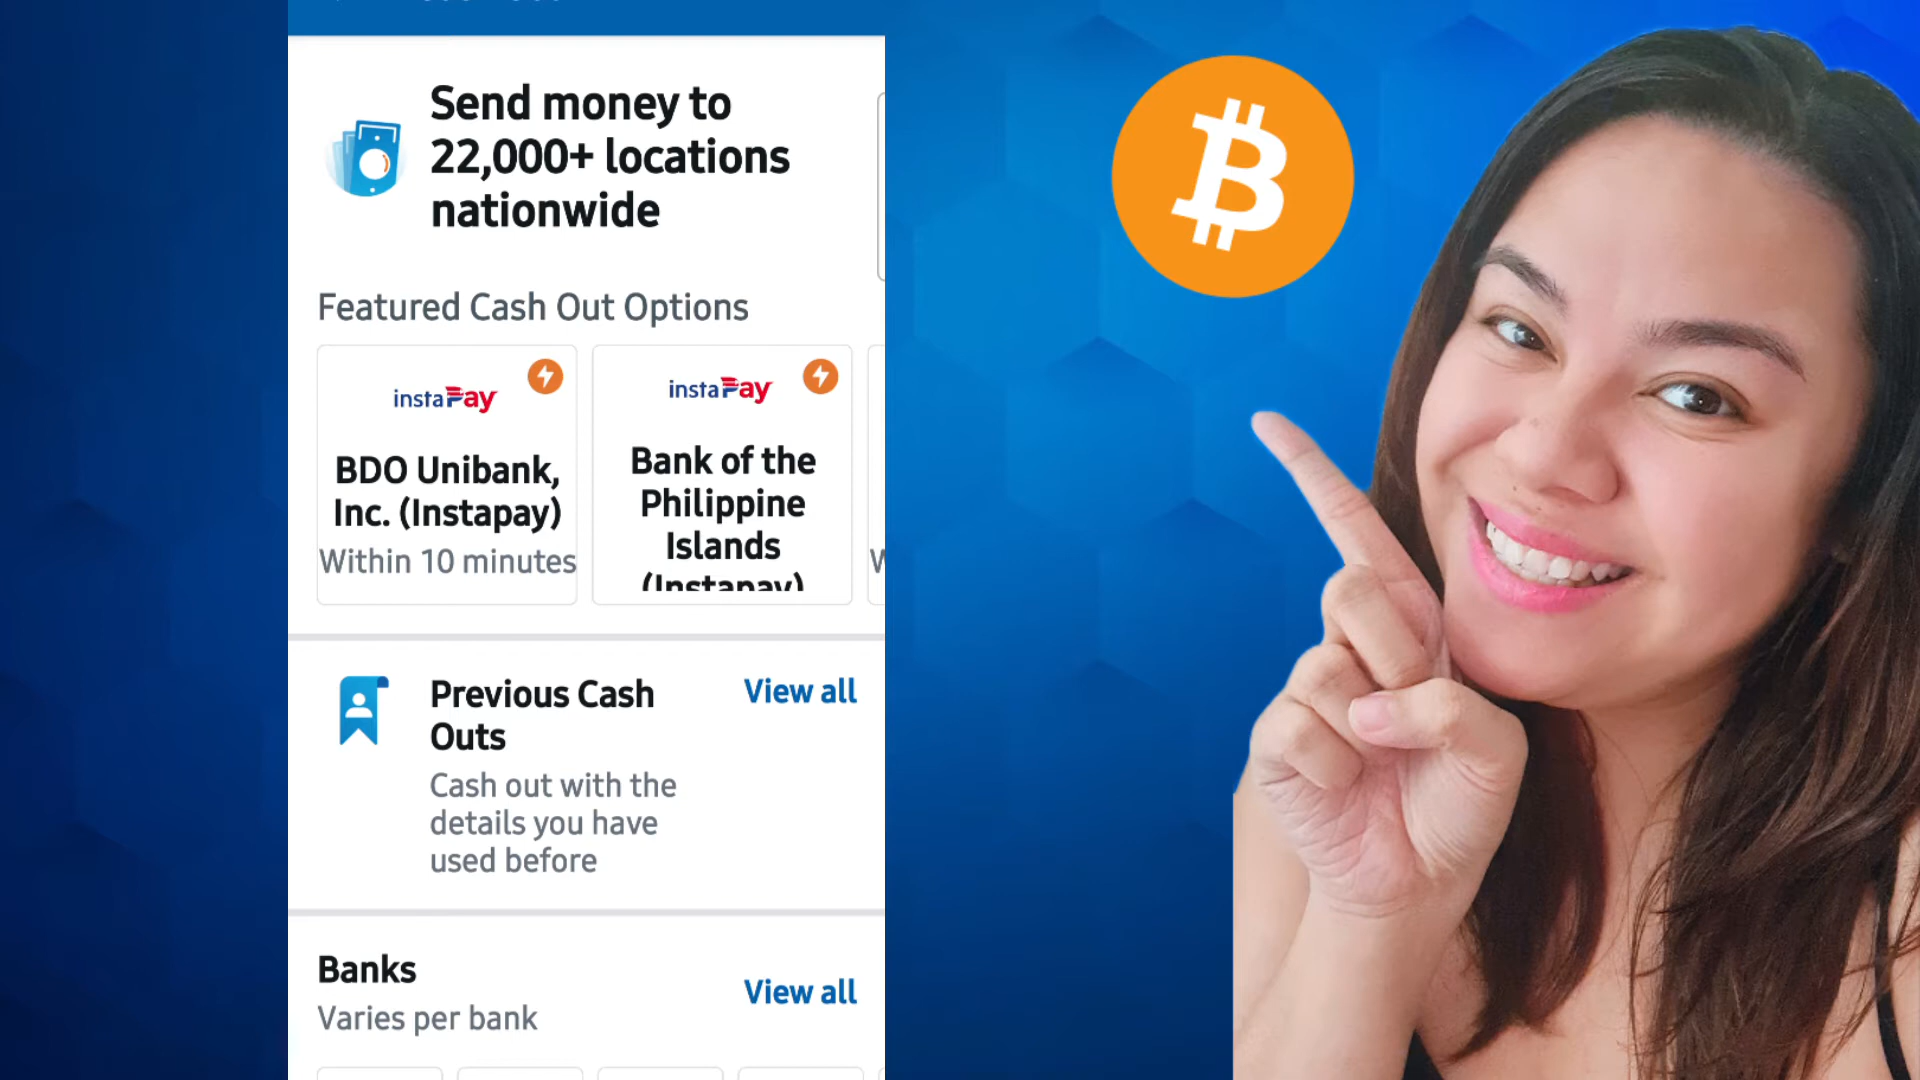 Send money to
22,000+ locations
nationwide
Featured Cash Out Options
instaPay
BDO Unibank,
Inc. (Instapay)
Within 10 minutes
instaPay
Bank of the
Philippine
Islands
(Instapay)
Previous Cash
Outs
View all
Cash out with the
details you have
used before
Banks
View all
Varies per bank